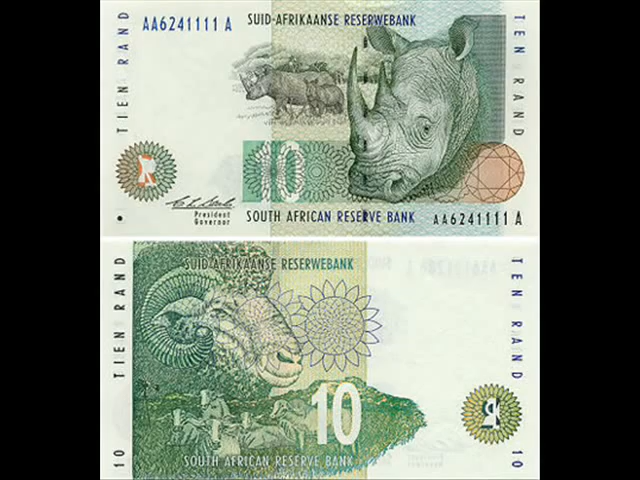 TIEN RAND
AA6241111 A
SUID-AFRIKAANSE RESERWEBANK
TIEN RAND
10
President
Governor
SOUTH AFRICAN RESERVE BANK
AA6241111 A
TIEN RAND
10
SUID-AFRIKAANSE RESERWEBANK
10
SOUTH AFRICAN RESERVE BANK
TIEN RAND
10